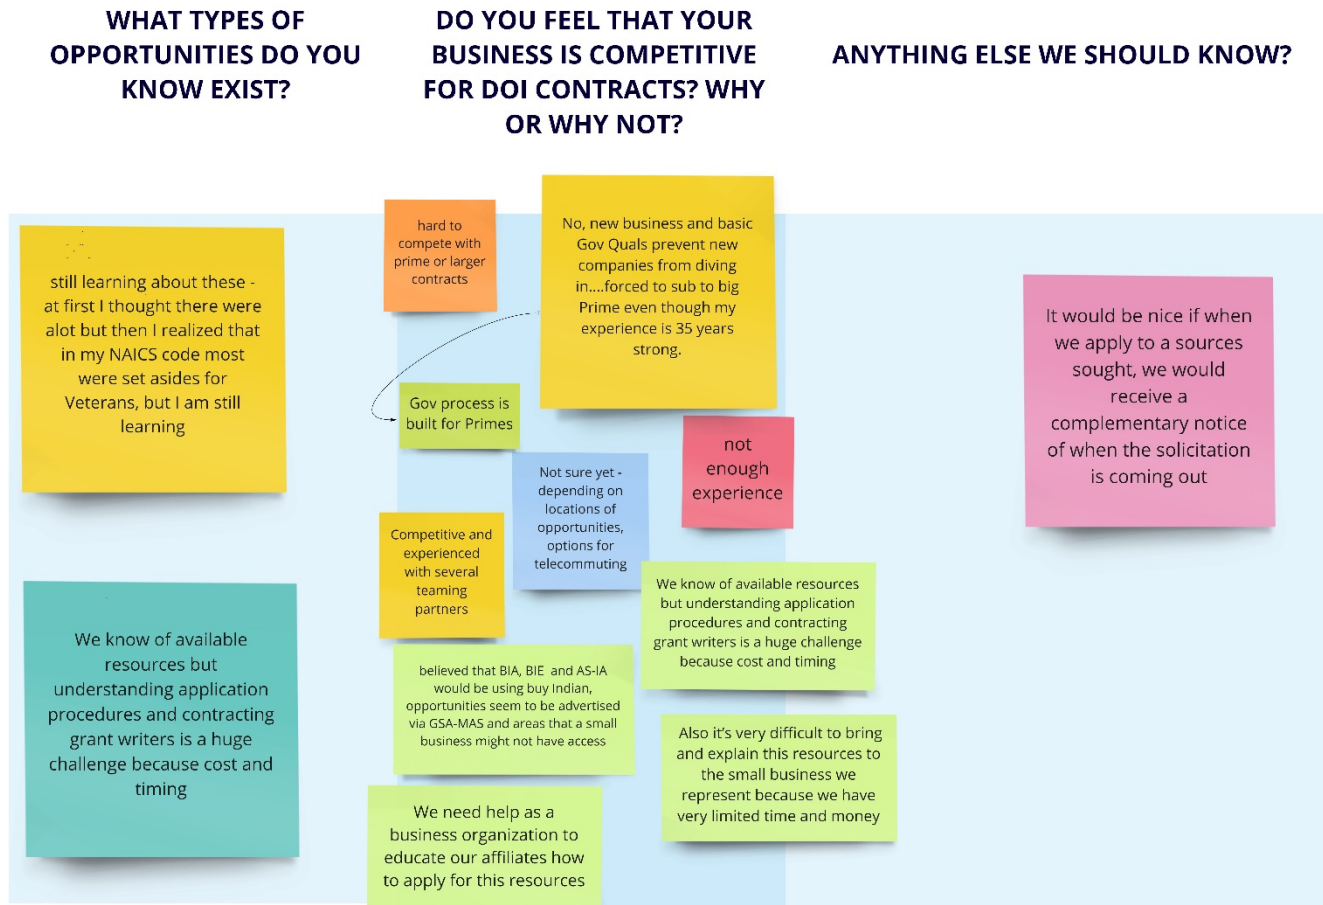 WHAT TYPES OF
OPPORTUNITIES DO YOU
KNOW EXIST?
DO YOU FEEL THAT YOUR
BUSINESS IS COMPETITIVE
FOR DOI CONTRACTS? WHY
OR WHY NOT?
ANYTHING ELSE WE SHOULD KNOW?
still learning about these -
at first I thought there were
alot but then I realized that
in my NAICS code most
were set asides for
Veterans, but I am still
learning
We know of available
resources but
understanding application
procedures and contracting
grant writers is a huge
challenge because cost and
timing
hard to
compete with
prime or larger
contracts
No, new business and basic
Gov Quals prevent new
companies from diving
in....forced to sub to big
Prime even though my
experience is 35 years
strong.
Gov process is
built for Primes
not
enough
experience
Not sure yet -
depending on
locations of
opportunities,
options for
telecommuting
Competitive and
experienced
with several
teaming
partners
We know of available resources
but understanding application
procedures and contracting
grant writers is a huge challenge
because cost and timing
believed that BIA, BIE and AS-IA
would be using buy Indian,
opportunities seem to be advertised
via GSA-MAS and areas that a small
business might not have access
Also it's very difficult to bring
and explain this resources to
the small business we
represent because we have
very limited time and money
We need help as a
business organization to
educate our affiliates how
to apply for this resources
It would be nice if when
we apply to a sources
sought, we would
receive a
complementary notice
of when the solicitation
is coming out